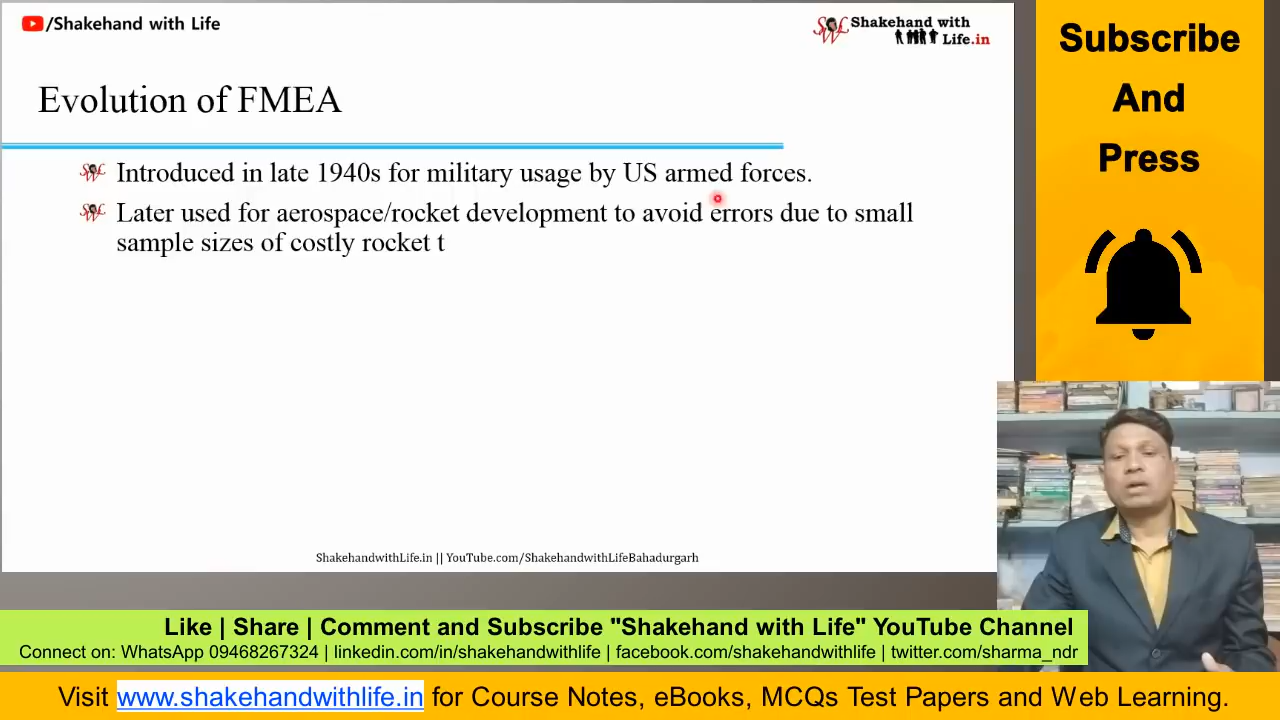 /Shakehand with Life
Shakehand with
Life.in
Subscribe
And
Press
Evolution of FMEA
Introduced in late 1940s for military usage by US armed forces.
Later used for aerospace/rocket development to avoid errors due to small
sample sizes of costly rocket t
ShakehandwithLife.in || YouTube.com/ShakehandwithLifeBahadurgarh
Like | Share | Comment and Subscribe "Shakehand with Life" YouTube Channel
Connect on: WhatsApp 09468267324 | linkedin.com/in/shakehandwithlife | facebook.com/shakehandwithlife | twitter.com/sharma_ndr
Visit www.shakehandwithlife.in for Course Notes, eBooks, MCQs Test Papers and Web Learning.